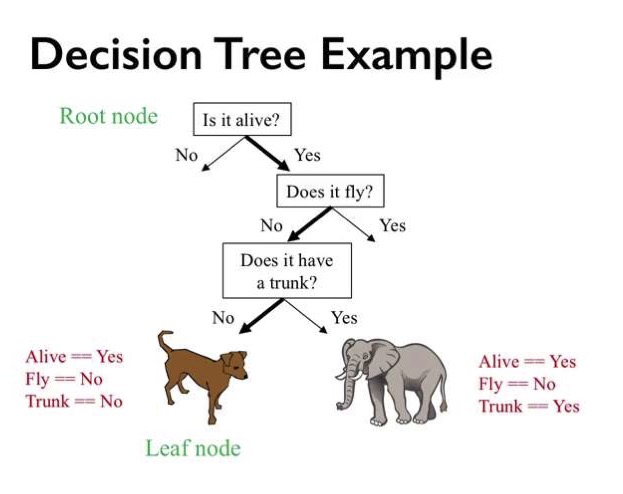 Decision Tree Example
Root node
Is it alive?
No
Yes
Does it fly?
No
Yes
Does it have
a trunk?
No
Yes
Alive == Yes
Fly == No
Trunk == No
Alive == Yes
Fly == No
Trunk == Yes
Leaf node